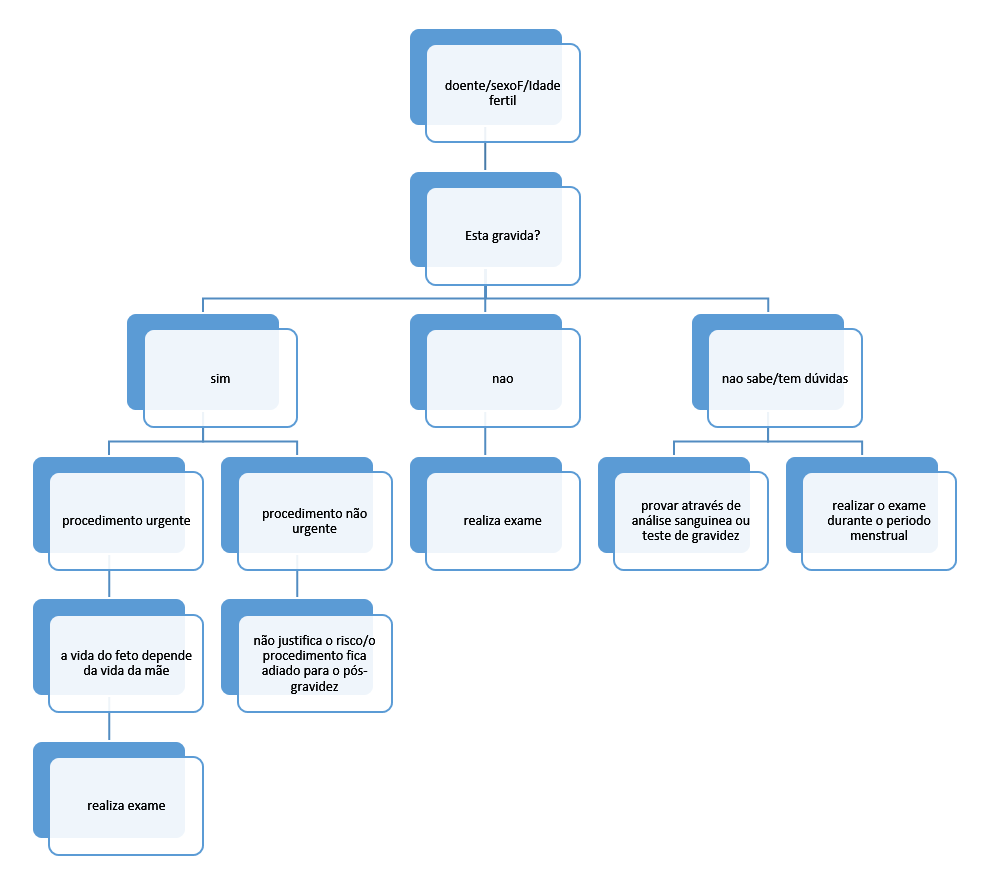 doente/sexoF/Idade
fertil
Esta gravida?
sim
nao
nao sabe/tem dúvidas
procedimento urgente
procedimento não
urgente
realiza exame
provar através de
análise sanguinea ou
teste de gravidez
realizar o exame
durante o periodo
menstrual
a vida do feto depende
da vida da mãe
não justifica o risco/o
procedimento fica
adiado para o pós-
gravidez
realiza exame